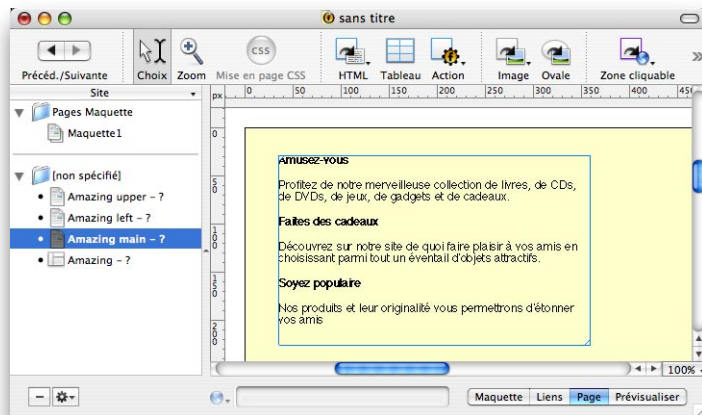 sans titre
Précéd./Suivante
Choix
Zoom
CSS
Mise en page CSS
HTML
Tableau
Action
Image
Ovale
Zone cliquable
Site
px
0 50 100 150 200 250 300 350 400 450
Pages Maquette
Maquette1
[non spécifié]
Amazing upper – ?
Amazing left – ?
Amazing main – ?
Amazing – ?
0
50
100
150
200
Amusez-vous
Profitez de notre merveilleuse collection de livres, de CDs,
de DVDs, de jeux, de gadgets et de cadeaux.
Faites des cadeaux
Découvrez sur notre site de quoi faire plaisir à vos amis en
choisissant parmi tout un éventail d'objets attractifs.
Soyez populaire
Nos produits et leur originalité vous permettrons d'étonner
vos amis
100%
Maquette
Liens
Page
Prévisualiser